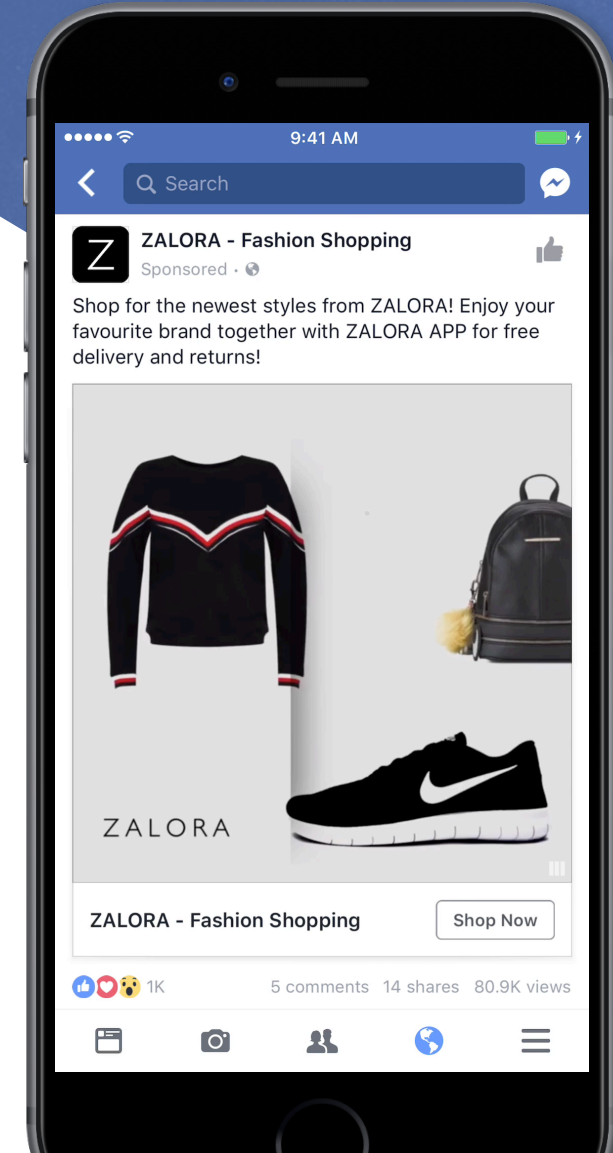 9:41 AM
Search
Z
ZALORA - Fashion Shopping
Sponsored ·
Shop for the newest styles from ZALORA! Enjoy your
favourite brand together with ZALORA APP for free
delivery and returns!
ZALORA
ZALORA - Fashion Shopping
Shop Now
1K 5 comments 14 shares 80.9K views